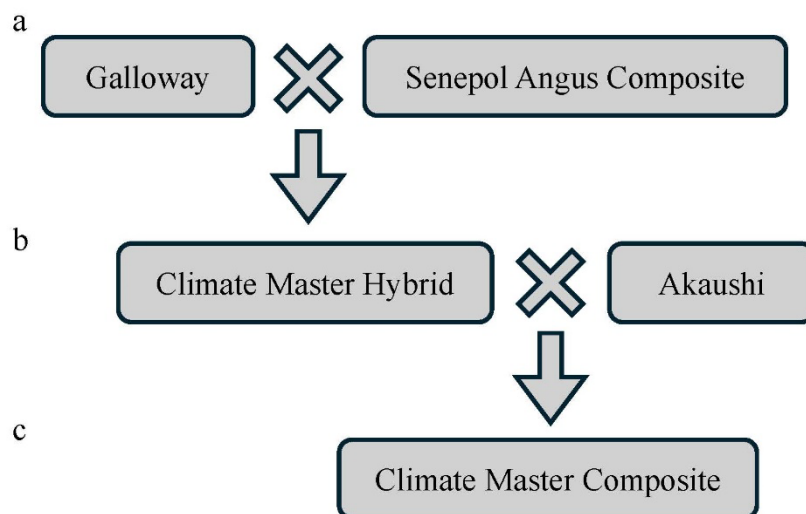 a
Galloway
Senepol Angus Composite
b
Climate Master Hybrid
Akaushi
c
Climate Master Composite